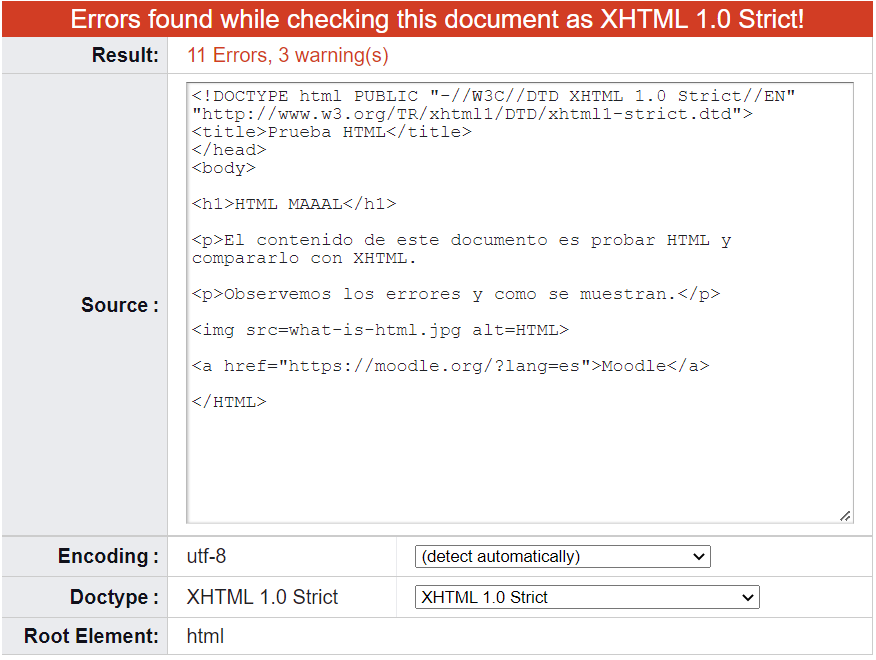 Errors found while checking this document as XHTML 1.0 Strict!
Result: 11 Errors, 3 warning(s)
Source :
<!DOCTYPE html PUBLIC "-//W3C//DTD XHTML 1.0 Strict//EN"
"http://www.w3.org/TR/xhtml1/DTD/xhtml1-strict.dtd">
<title>Prueba HTML</title>
</head>
<body>
<h1>HTML MAAAL</h1>
<p>El contenido de este documento es probar HTML y
compararlo con XHTML.
<p>Observemos los errores y como se muestran.</p>
<img src=what-is-html.jpg alt=HTML>
<a href="https://moodle.org/?lang=es">Moodle</a>
</HTML>
Encoding : utf-8 (detect automatically)
Doctype : XHTML 1.0 Strict XHTML 1.0 Strict
Root Element: html